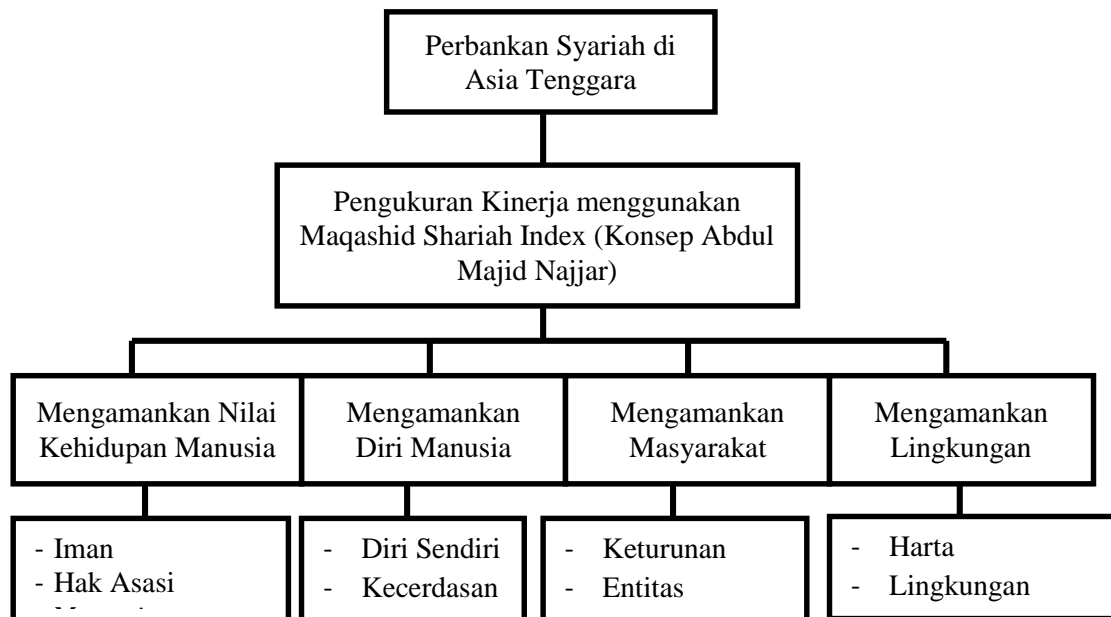 Perbankan Syariah di
Asia Tenggara
Pengukuran Kinerja menggunakan
Maqashid Shariah Index (Konsep Abdul
Majid Najjar)
Mengamankan Nilai
Kehidupan Manusia
Mengamankan
Diri Manusia
Mengamankan
Masyarakat
Mengamankan
Lingkungan
- Iman
- Hak Asasi
- Diri Sendiri
- Kecerdasan
- Keturunan
- Entitas
- Harta
- Lingkungan